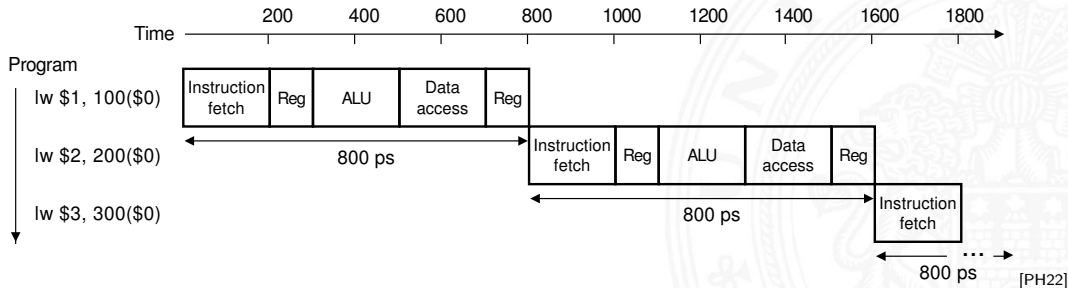 200 400 600 800 1000 1200 1400 1600 1800
Time
Program
lw $1, 100($0) Instruction fetch Reg ALU Data access Reg
800 ps
lw $2, 200($0) Instruction fetch Reg ALU Data access Reg
800 ps
lw $3, 300($0) Instruction fetch
...
800 ps
[PH22]